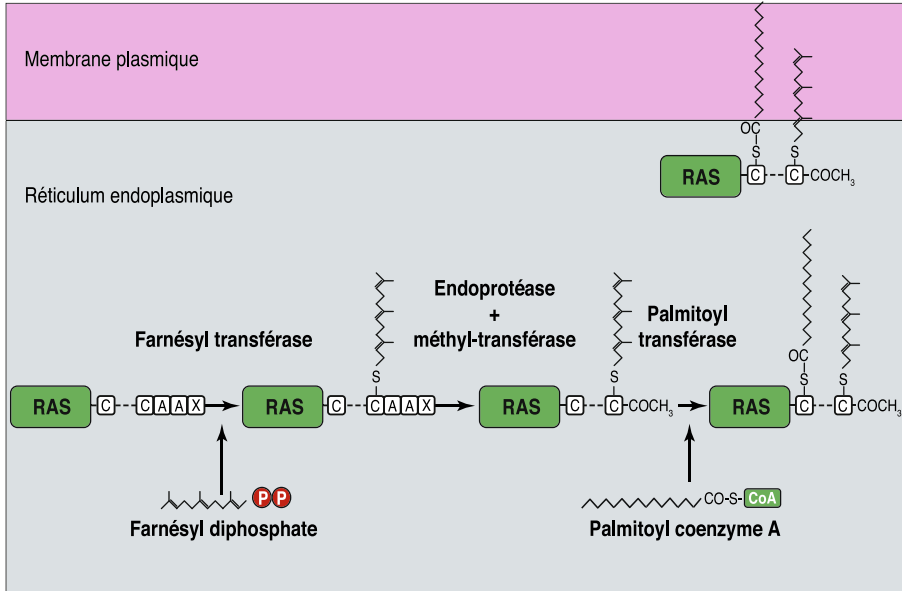 Membrane plasmique
OC
S
RAS C C COCH3
Réticulum endoplasmique
Endoprotéase
+
méthyl-transférase
Palmitoyl
transférase
Farnésyl transférase
OC
S S S S
RAS C C A A X RAS C C A A X RAS C C COCH3 RAS C C COCH3
P P
CO-S-CoA
Farnésyl diphosphate
Palmitoyl coenzyme A